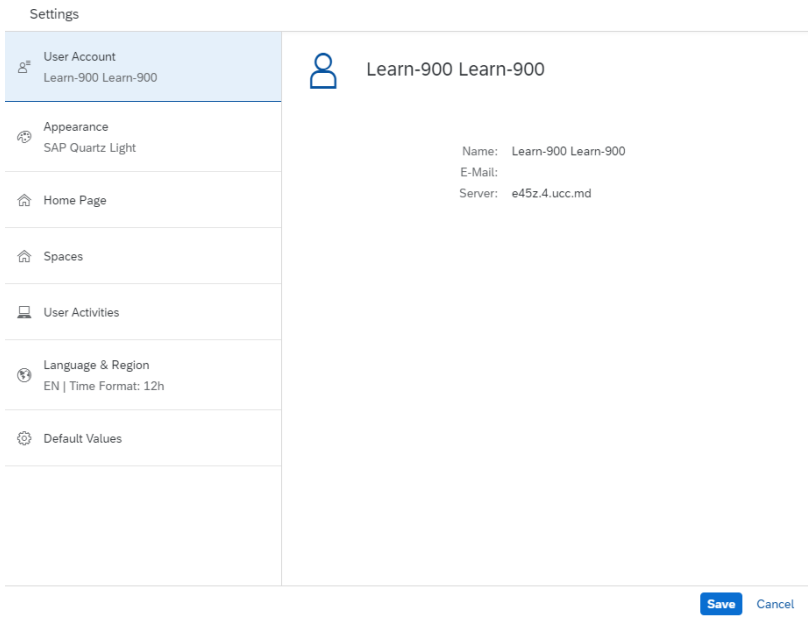 Settings
User Account
Learn-900 Learn-900
Appearance
SAP Quartz Light
Home Page
Spaces
User Activities
Language & Region
EN | Time Format: 12h
Default Values
Learn-900 Learn-900
Name: Learn-900 Learn-900
E-Mail:
Server: e45z.4.ucc.md
Save Cancel